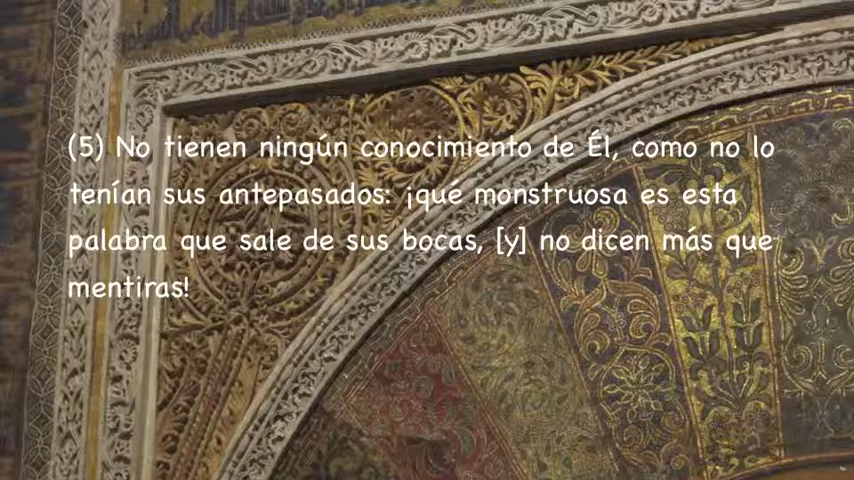 (5) No tienen ningún conocimiento de Él, como no lo
tenían sus antepasados: ¡qué monstruosa es esta
palabra que sale de sus bocas, [y] no dicen más que
mentiras!